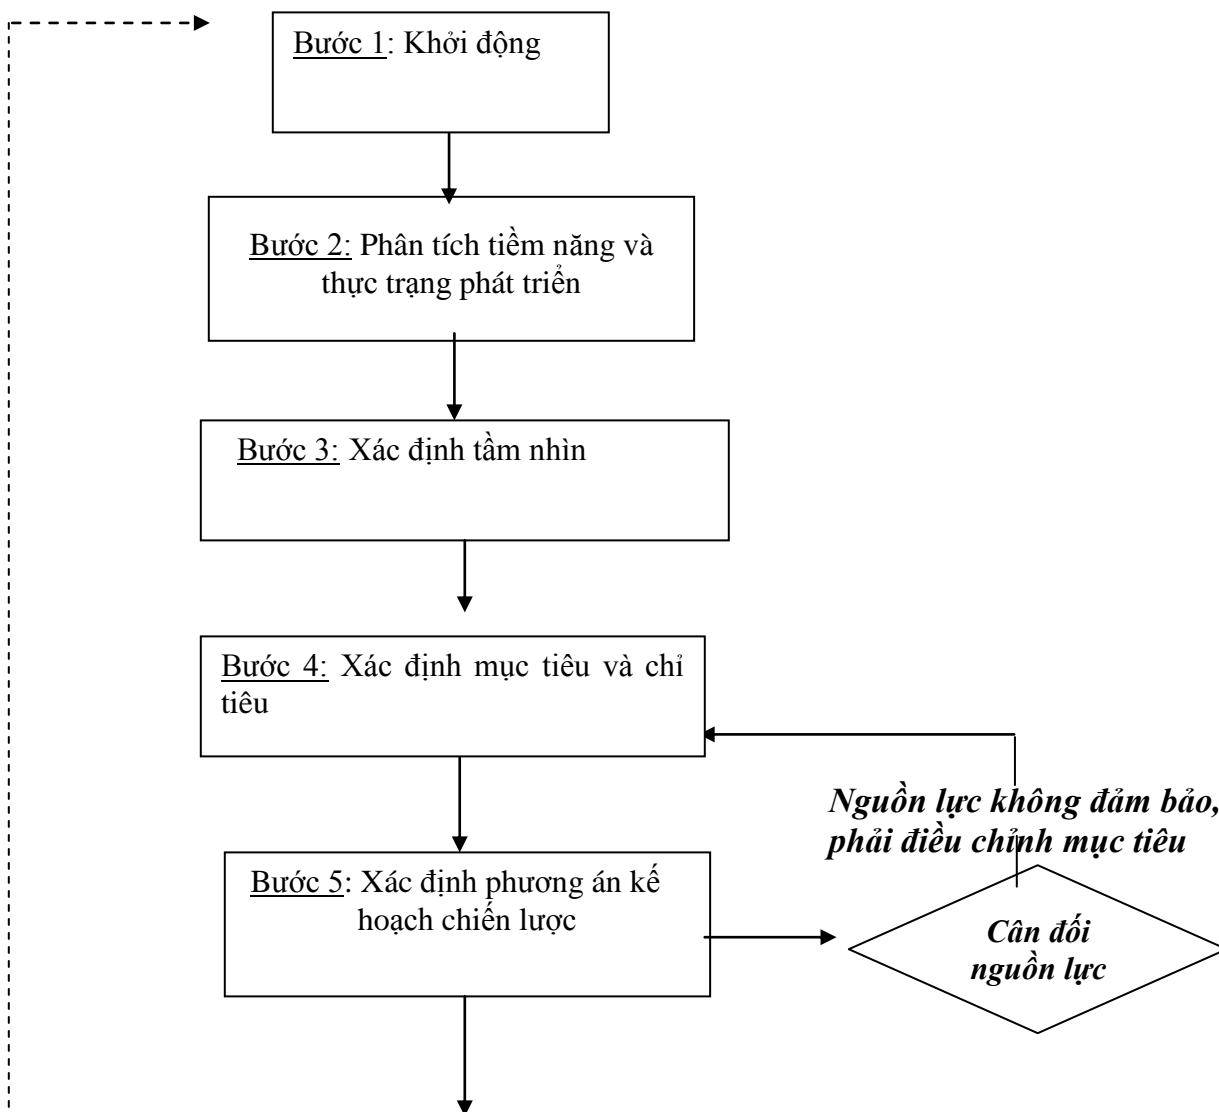 Bước 1: Khởi động
Bước 2: Phân tích tiềm năng và
thực trạng phát triển
Bước 3: Xác định tầm nhìn
Bước 4: Xác định mục tiêu và chỉ
tiêu
Nguồn lực không đảm bảo,
phải điều chỉnh mục tiêu
Bước 5: Xác định phương án kế
hoạch chiến lược
Cân đối
nguồn lực